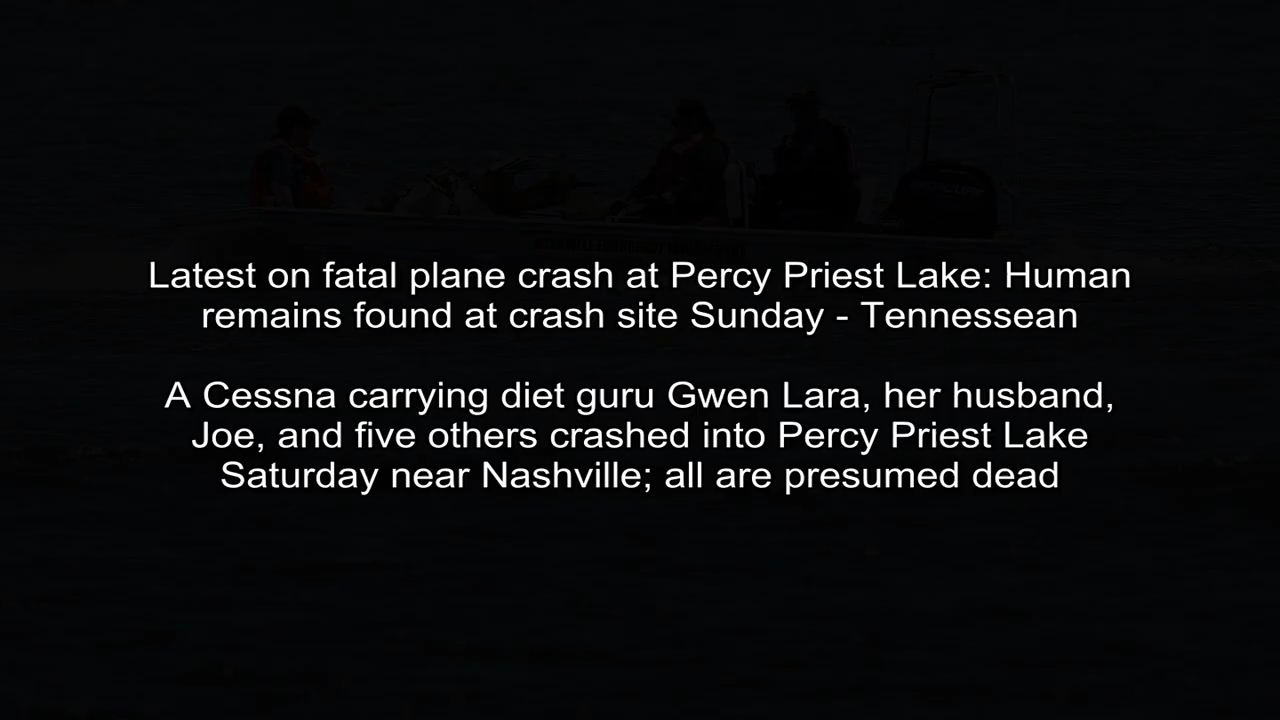 Latest on fatal plane crash at Percy Priest Lake: Human
remains found at crash site Sunday - Tennessean
A Cessna carrying diet guru Gwen Lara, her husband,
Joe, and five others crashed into Percy Priest Lake
Saturday near Nashville; all are presumed dead